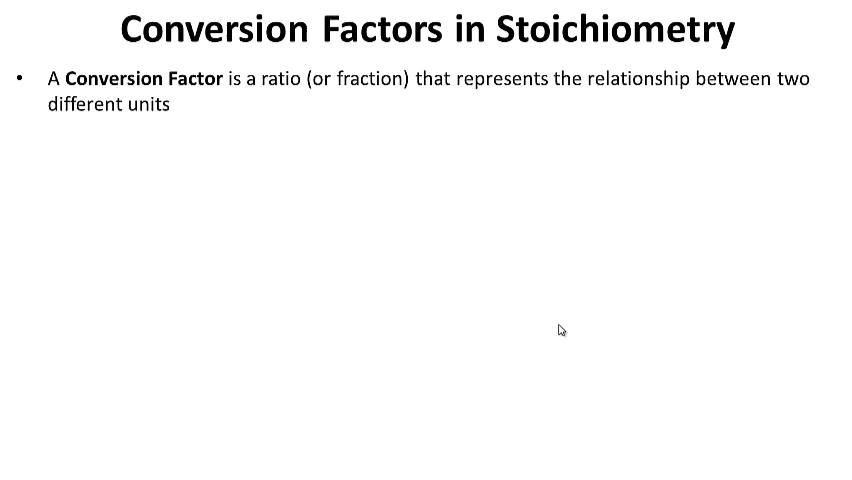 Conversion Factors in Stoichiometry
• A Conversion Factor is a ratio (or fraction) that represents the relationship between two
different units